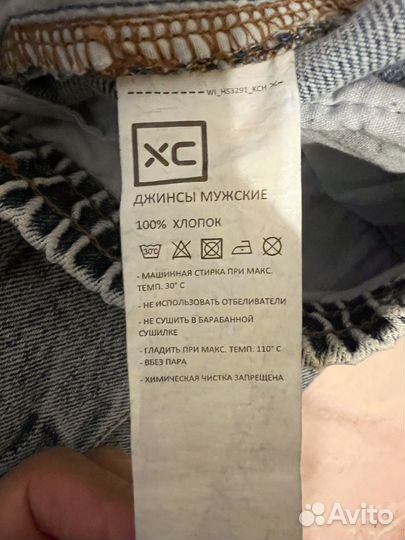 WI_HS3291_KCH
XC
ДЖИНСЫ МУЖСКИЕ
100% ХЛОПОК
30°C
- МАШИННАЯ СТИРКА ПРИ МАКС.
ТЕМП. 30° С
- НЕ ИСПОЛЬЗОВАТЬ ОТБЕЛИВАТЕЛИ
- НЕ СУШИТЬ В БАРАБАННОЙ
СУШИЛКЕ
- ГЛАДИТЬ ПРИ МАКС. ТЕМП. 110° С
- ВБЕЗ ПАРА
- ХИМИЧЕСКАЯ ЧИСТКА ЗАПРЕЩЕНА
Avito